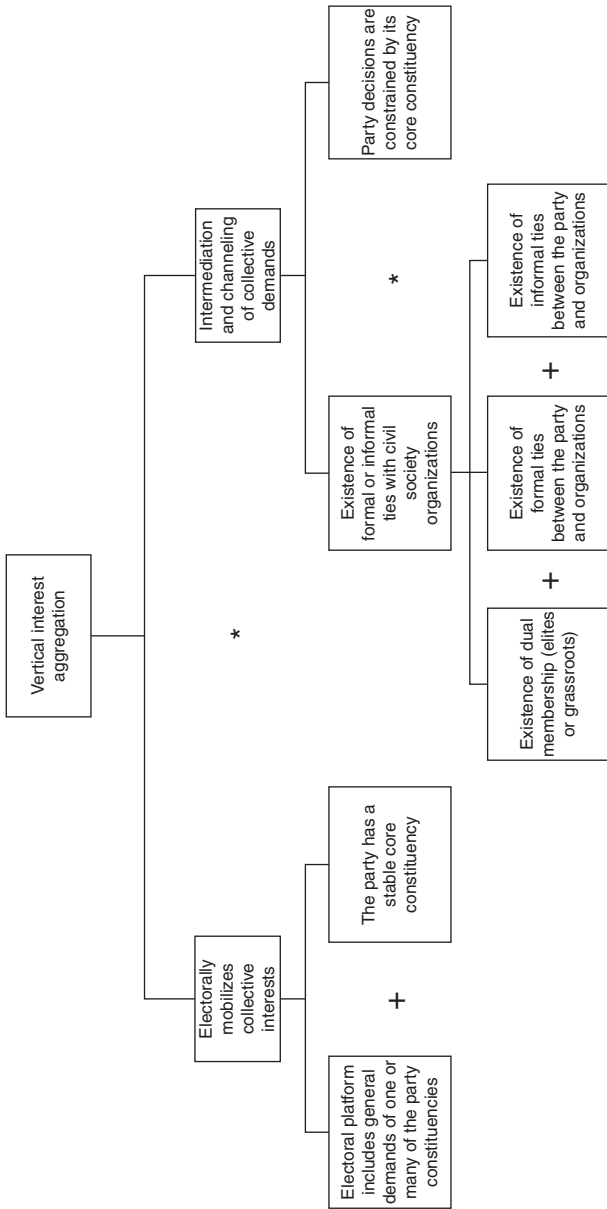 Vertical interest
aggregation
Electorally
mobilizes
collective
interests
*
Intermediation
and channeling
of collective
demands
Electoral platform
includes general
demands of one or
many of the party
constituencies
+
The party has a
stable core
constituency
Existence of
formal or informal
ties with civil
society
organizations
*
Party decisions are
constrained by its
core constituency
Existence of dual
membership (elites
or grassroots)
+
Existence of
formal ties
between the party
and organizations
+
Existence of
informal ties
between the party
and organizations